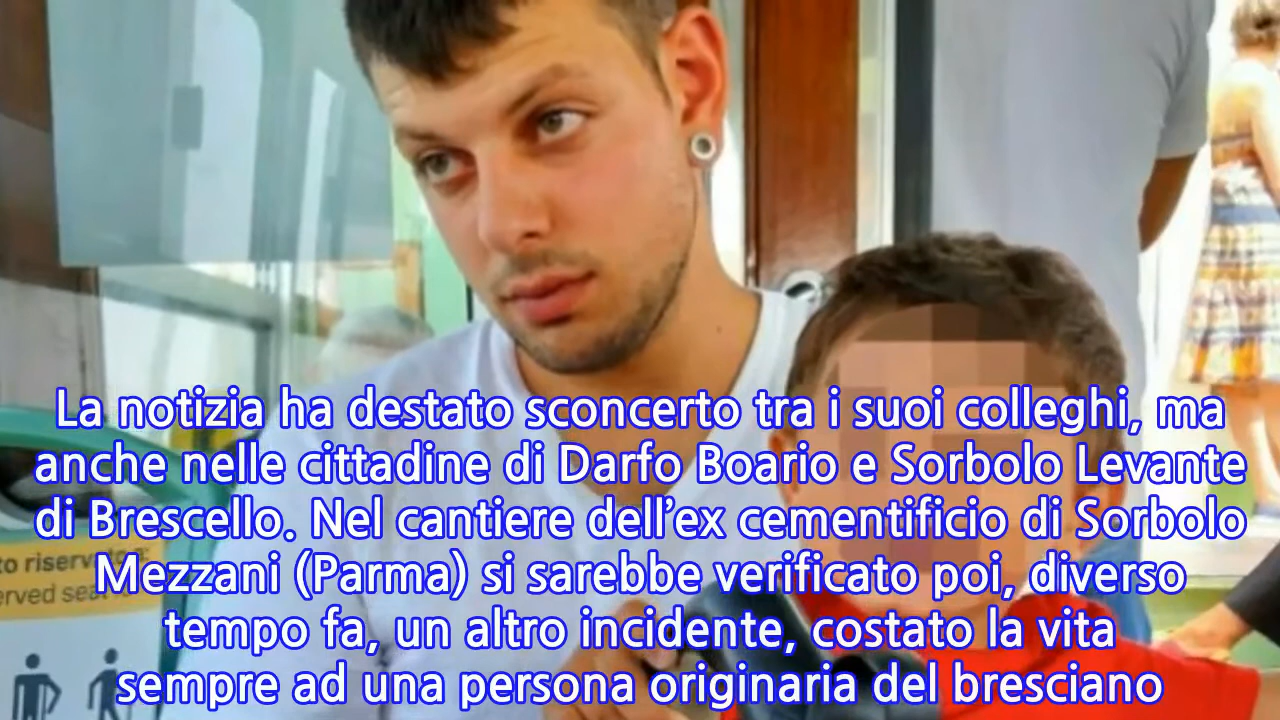 La notizia ha destato sconcerto tra i suoi colleghi, ma
anche nelle cittadine di Darfo Boario e Sorbolo Levante
di Brescello. Nel cantiere dell'ex cementificio di Sorbolo
Mezzani (Parma) si sarebbe verificato poi, diverso
tempo fa, un altro incidente, costato la vita
sempre ad una persona originaria del bresciano